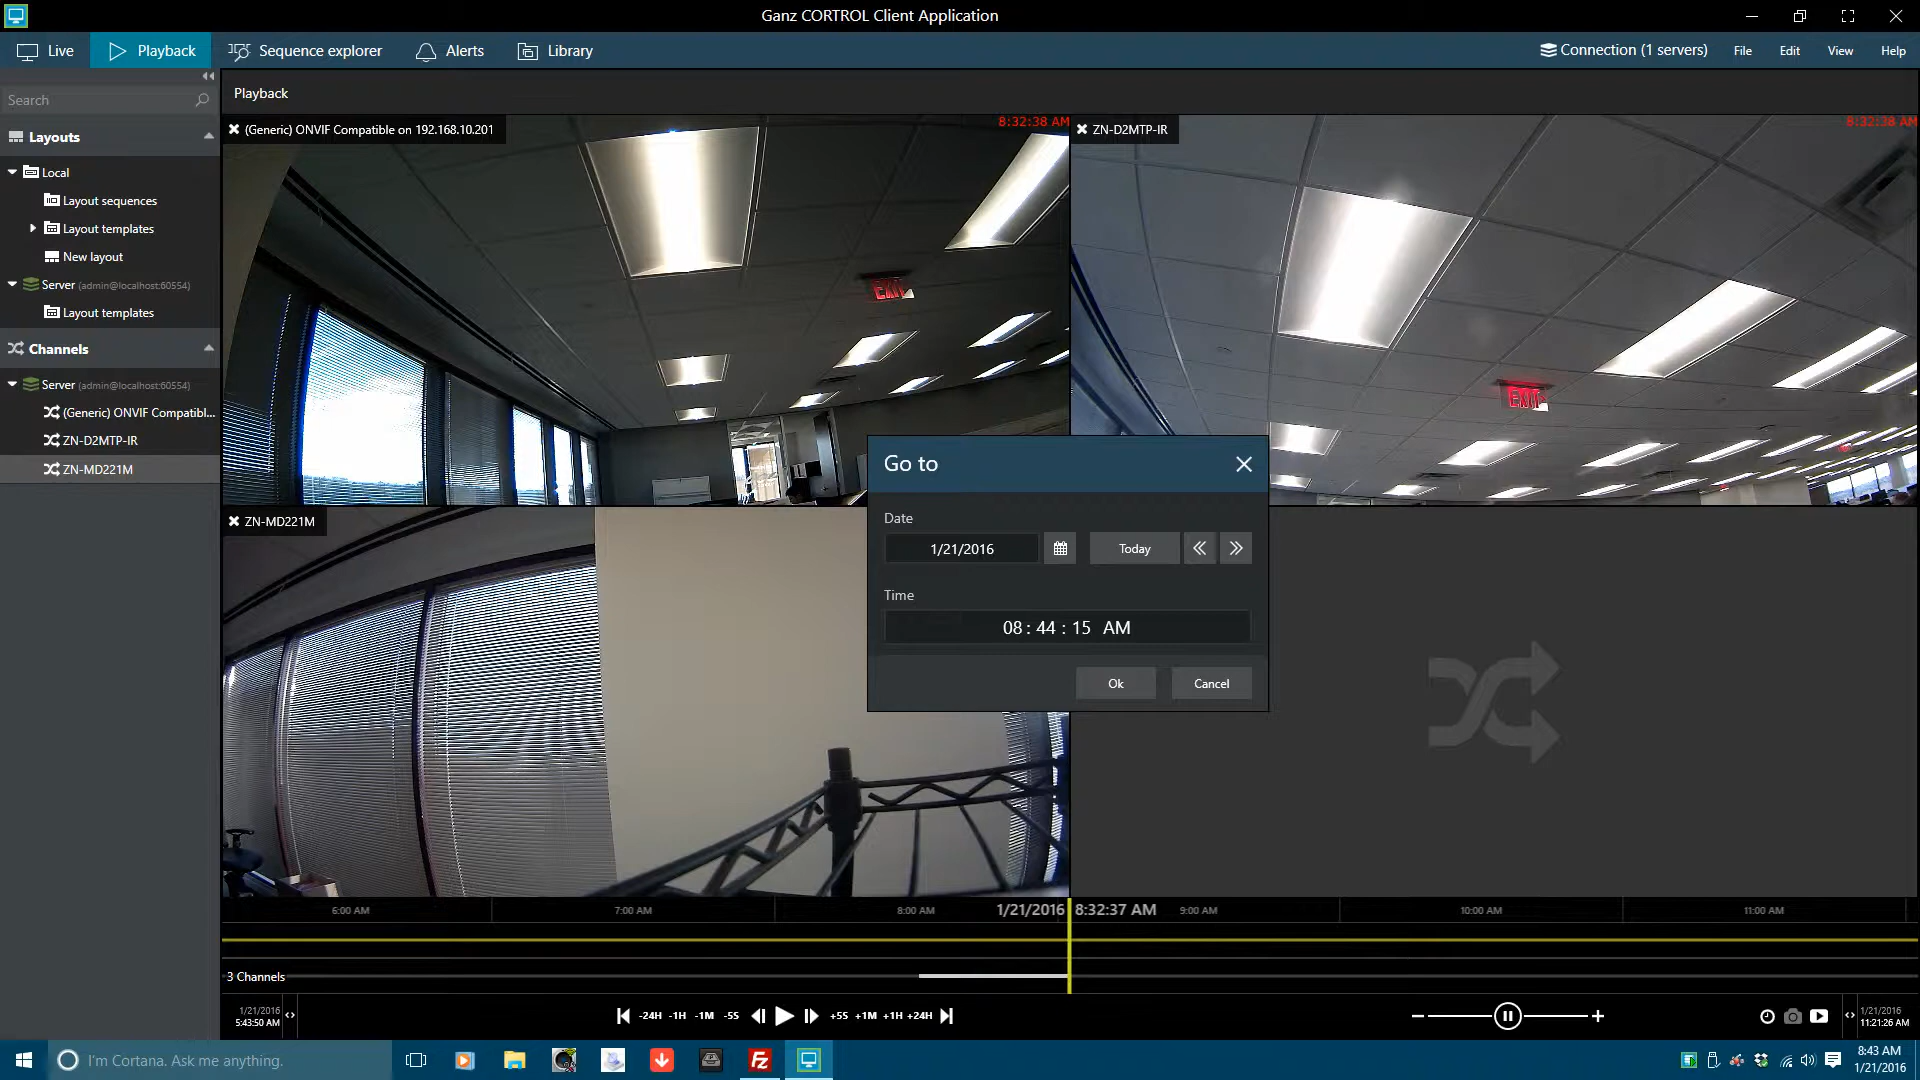 Ganz CORTROL Client Application
Live
Playback
Sequence explorer
Alerts
Library
Connection (1 servers)
File
Edit
View
Help
Search
Playback
Layouts
Local
Layout sequences
Layout templates
New layout
Server (admin@localhost:60554)
Layout templates
Channels
Server (admin@localhost:60554)
(Generic) ONVIF Compatibl...
ZN-D2MTP-IR
ZN-MD221M
(Generic) ONVIF Compatible on 192.168.10.201
8:32:38 AM
ZN-D2MTP-IR
8:32:38 AM
EXIT
EXIT
ZN-MD221M
Go to
Date
1/21/2016
Today
Time
08 : 44 : 15 AM
Ok
Cancel
6:00 AM
7:00 AM
8:00 AM
1/21/2016 8:32:37 AM
9:00 AM
10:00 AM
11:00 AM
3 Channels
1/21/2016
5:43:50 AM
-24H -1H -1M -5S
+5S +1M +1H +24H
1/21/2016
11:21:26 AM
I'm Cortana. Ask me anything.
Fz
8:43 AM
1/21/2016